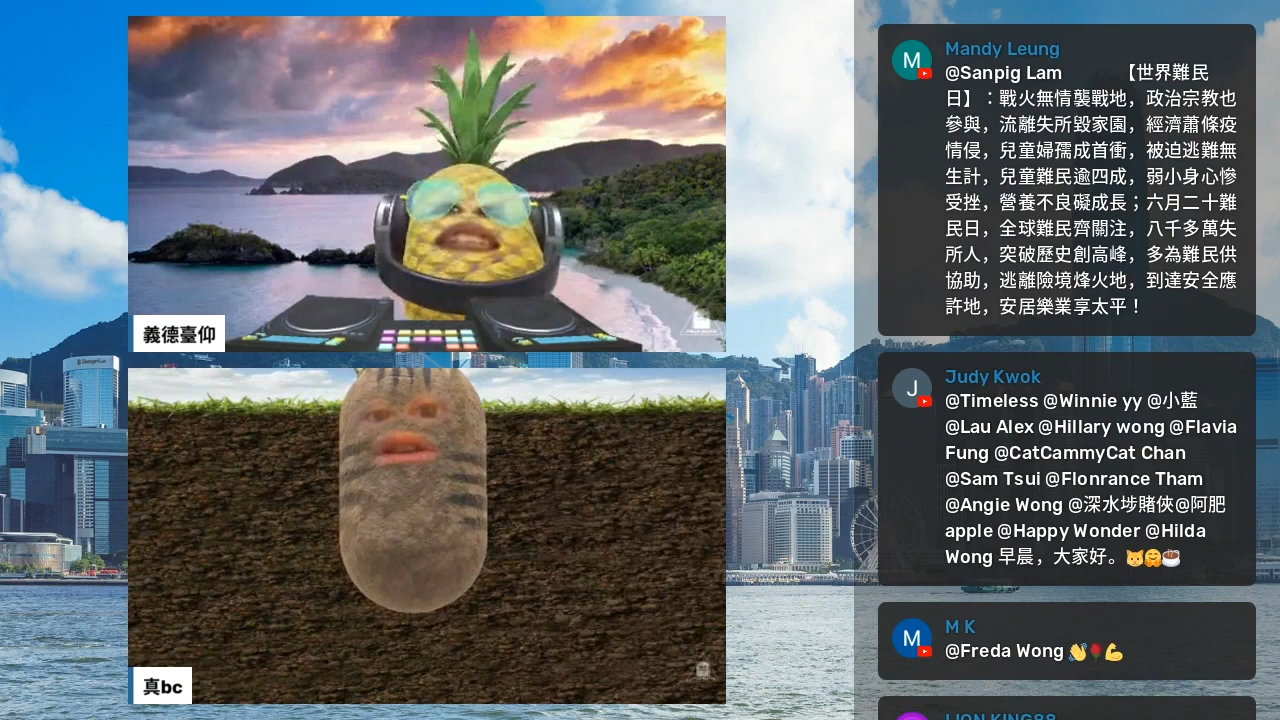 義德臺仰
真bc
Mandy Leung
@Sanpig Lam 【世界難民
日】：戰火無情襲戰地，政治宗教也
參與，流離失所毀家園，經濟蕭條疫
情侵，兒童婦孺成首衝，被迫逃難無
生計，兒童難民逾四成，弱小身心慘
受挫，營養不良礙成長；六月二十難
民日，全球難民齊關注，八千多萬失
所人，突破歷史創高峰，多為難民供
協助，逃離險境烽火地，到達安全應
許地，安居樂業享太平！
Judy Kwok
@Timeless @Winnie yy @小藍
@Lau Alex @Hillary wong @Flavia
Fung @CatCammyCat Chan
@Sam Tsui @Flonrance Tham
@Angie Wong @深水埗賭俠@阿肥
apple @Happy Wonder @Hilda
Wong 早晨，大家好。😺🤗☕
M K
@Freda Wong 👋🌹💪
LION KING88